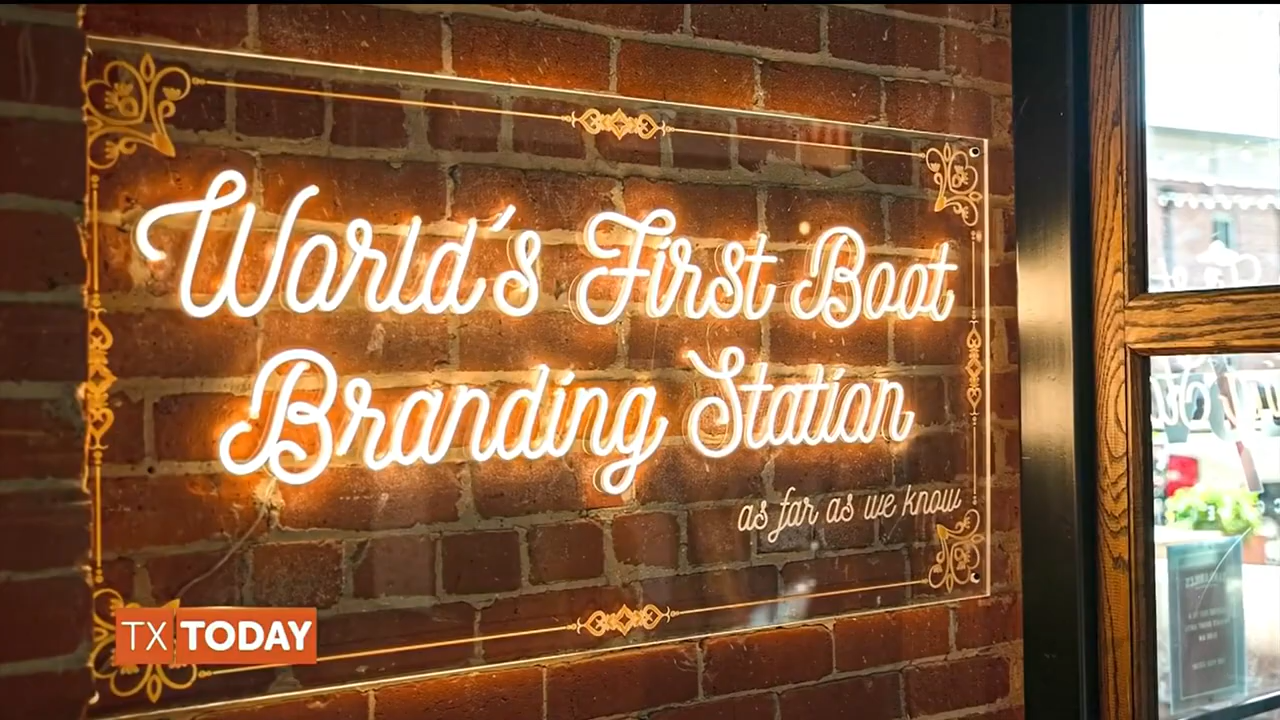 World's First Boot
Branding Station
as far as we know
TX TODAY